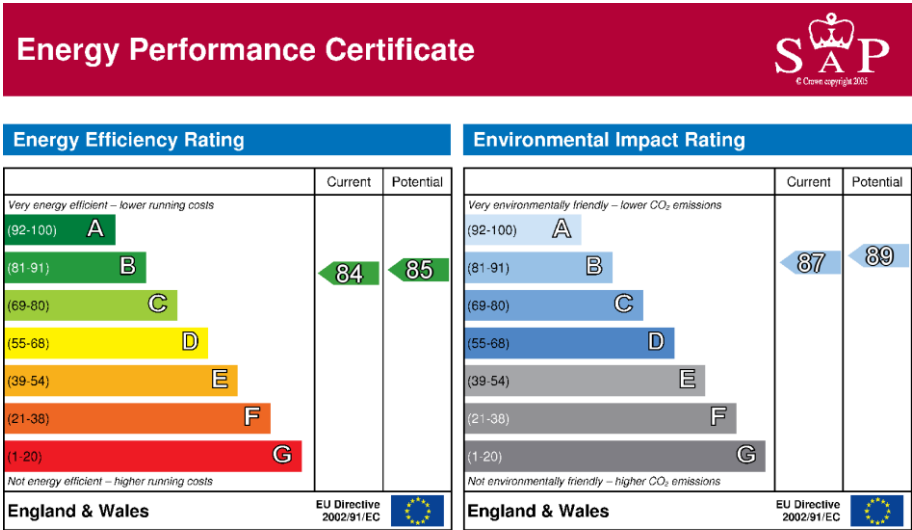 Energy Performance Certificate
SAP
© Crown copyright 2005
Energy Efficiency Rating
Current Potential
Very energy efficient – lower running costs
(92-100) A
(81-91) B
84 85
(69-80) C
(55-68) D
(39-54) E
(21-38) F
(1-20) G
Not energy efficient – higher running costs
England & Wales
EU Directive
2002/91/EC
Environmental Impact Rating
Current Potential
Very environmentally friendly – lower CO₂ emissions
(92-100) A
(81-91) B
87 89
(69-80) C
(55-68) D
(39-54) E
(21-38) F
(1-20) G
Not environmentally friendly – higher CO₂ emissions
England & Wales
EU Directive
2002/91/EC